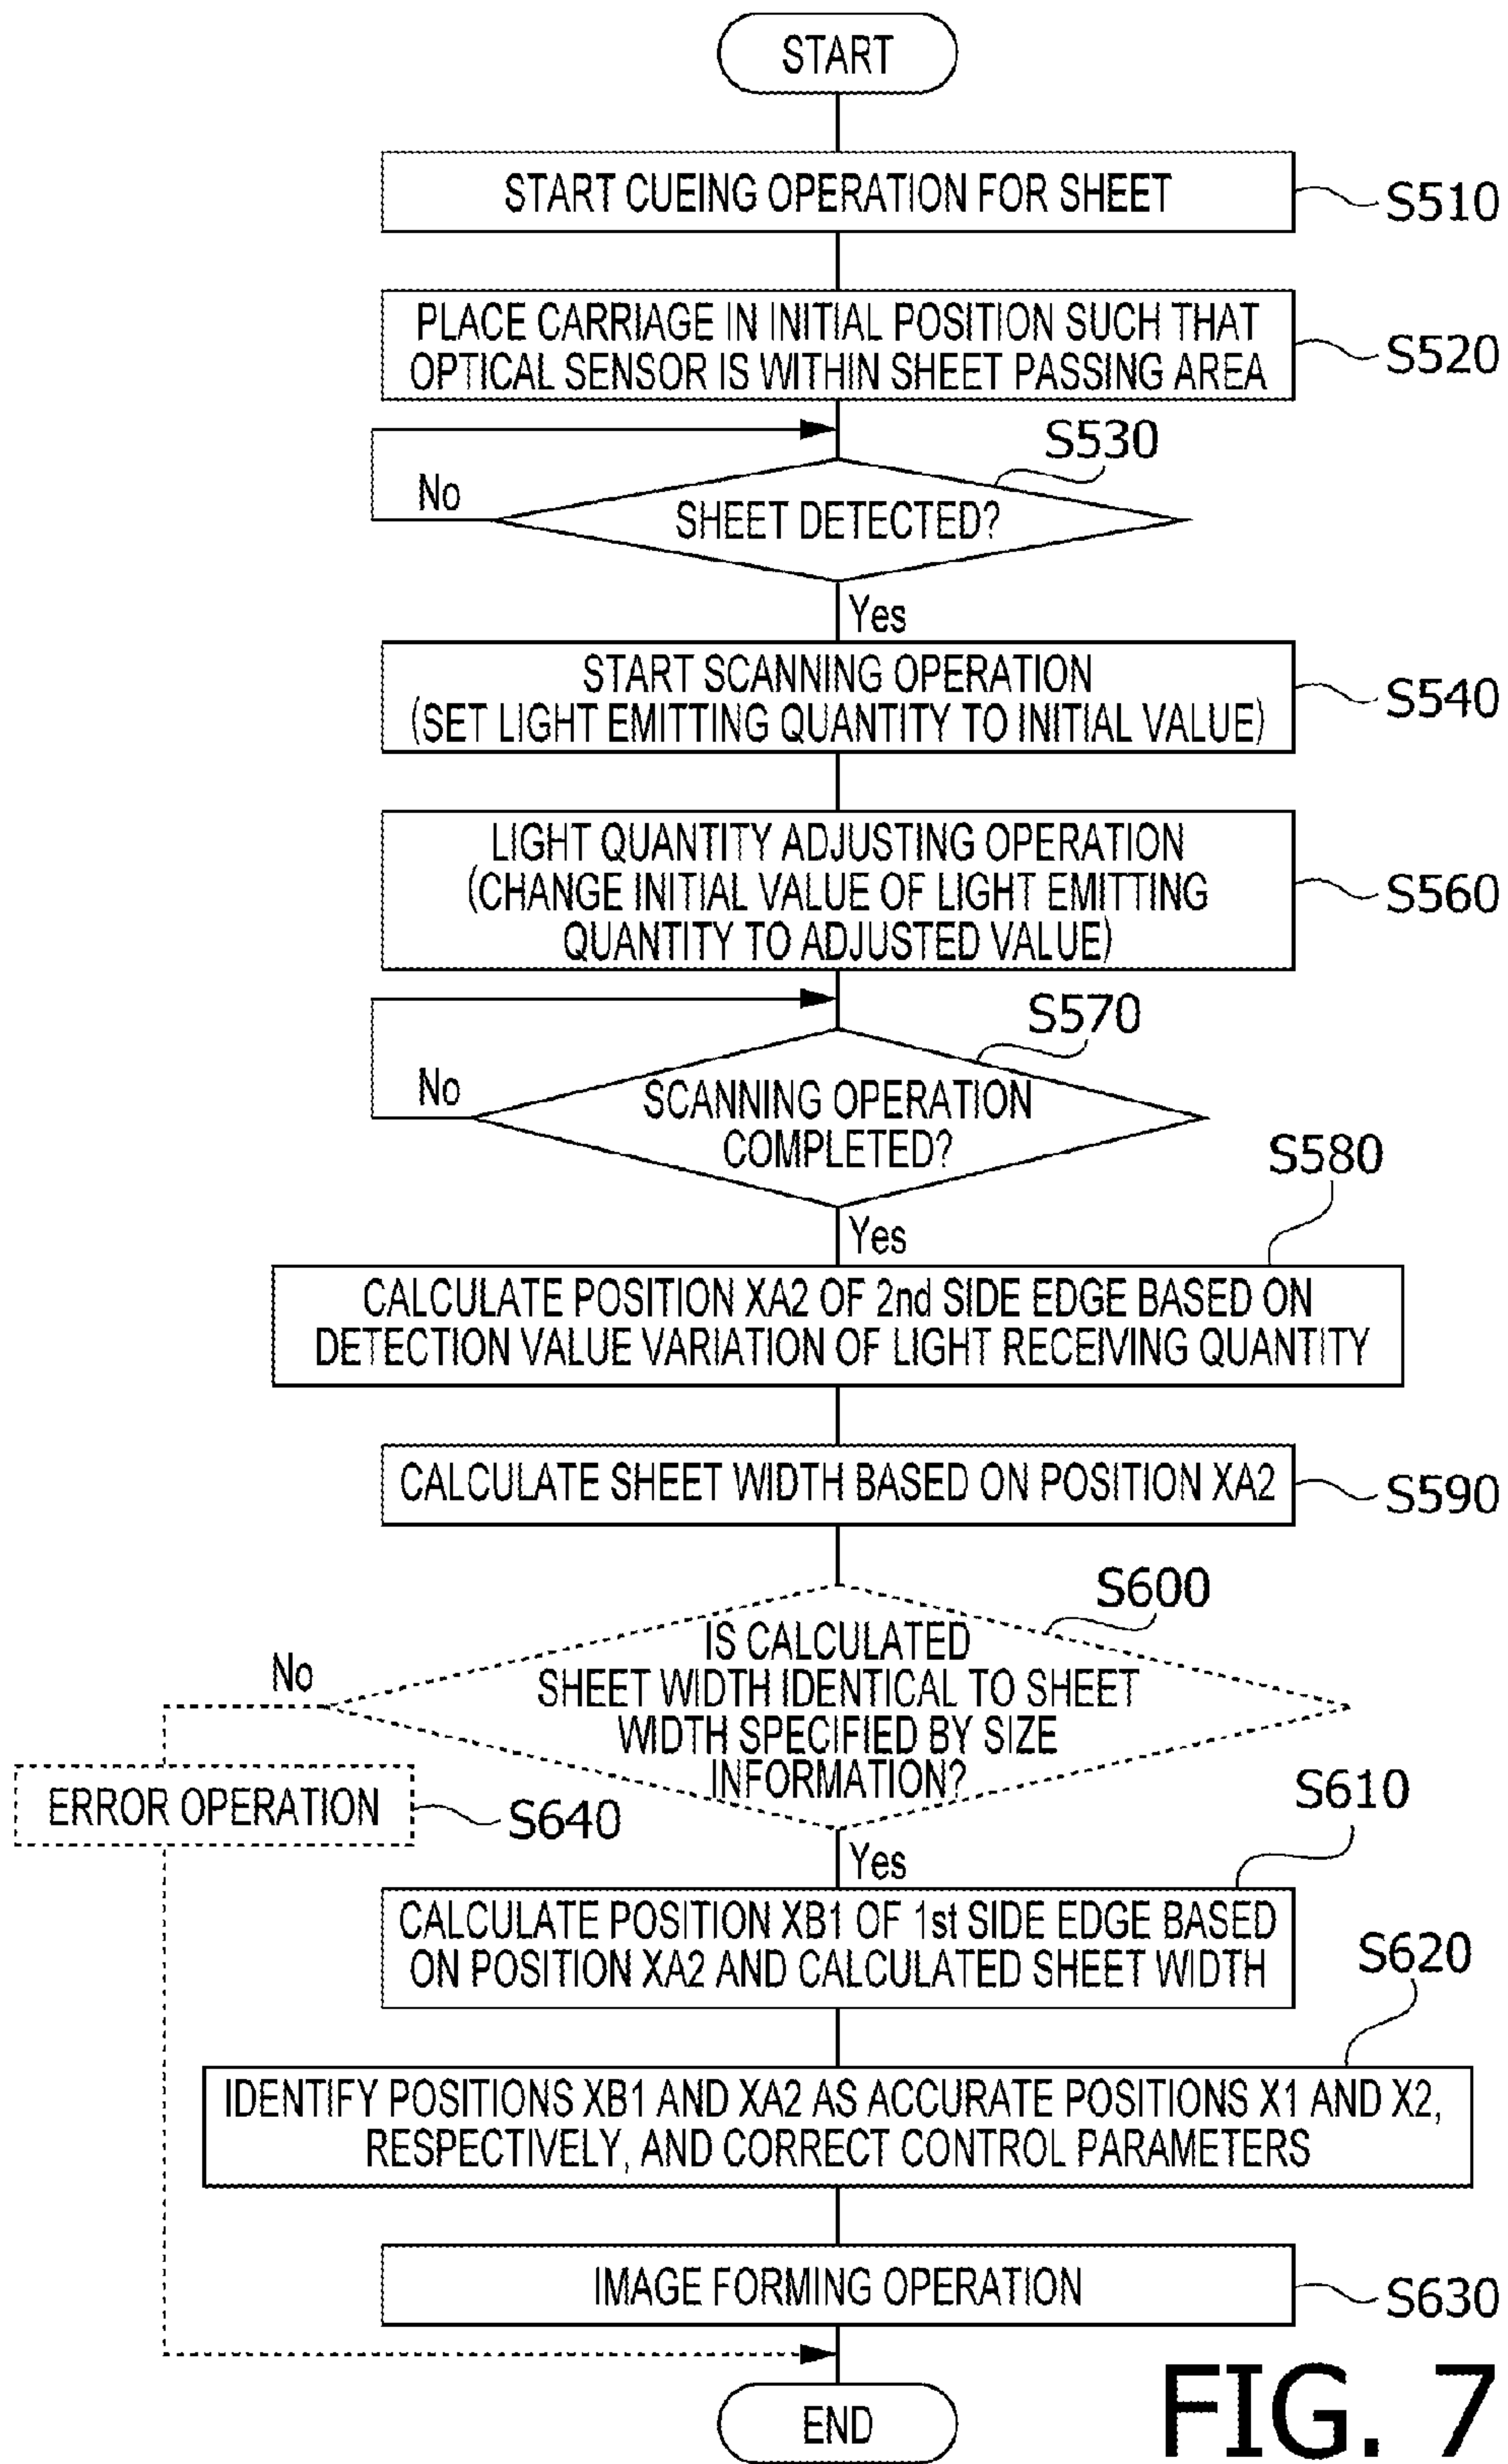 START
START CUEING OPERATION FOR SHEET
S510
PLACE CARRIAGE IN INITIAL POSITION SUCH THAT
OPTICAL SENSOR IS WITHIN SHEET PASSING AREA
S520
S530
No
SHEET DETECTED?
Yes
START SCANNING OPERATION
(SET LIGHT EMITTING QUANTITY TO INITIAL VALUE)
S540
LIGHT QUANTITY ADJUSTING OPERATION
(CHANGE INITIAL VALUE OF LIGHT EMITTING
QUANTITY TO ADJUSTED VALUE)
S560
S570
No
SCANNING OPERATION
COMPLETED?
Yes
S580
CALCULATE POSITION XA2 OF 2nd SIDE EDGE BASED ON
DETECTION VALUE VARIATION OF LIGHT RECEIVING QUANTITY
CALCULATE SHEET WIDTH BASED ON POSITION XA2
S590
S600
No
IS CALCULATED
SHEET WIDTH IDENTICAL TO SHEET
WIDTH SPECIFIED BY SIZE
INFORMATION?
ERROR OPERATION
S640
Yes
S610
CALCULATE POSITION XB1 OF 1st SIDE EDGE BASED
ON POSITION XA2 AND CALCULATED SHEET WIDTH
S620
IDENTIFY POSITIONS XB1 AND XA2 AS ACCURATE POSITIONS X1 AND X2,
RESPECTIVELY, AND CORRECT CONTROL PARAMETERS
IMAGE FORMING OPERATION
S630
END
FIG. 7